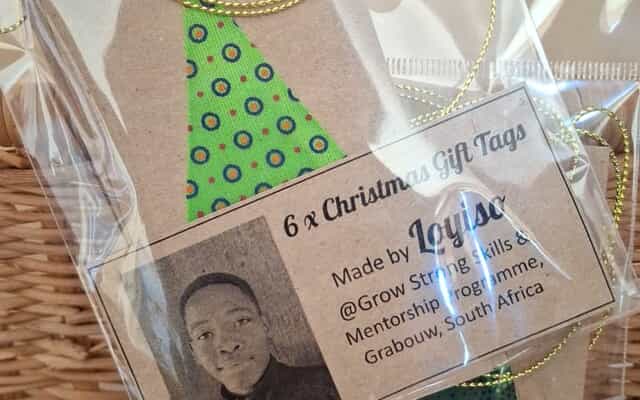 6 x Christmas Gift Tags
Made by Loyiso
@Grow Strong Skills &
Mentorship Programme,
Grabouw, South Africa